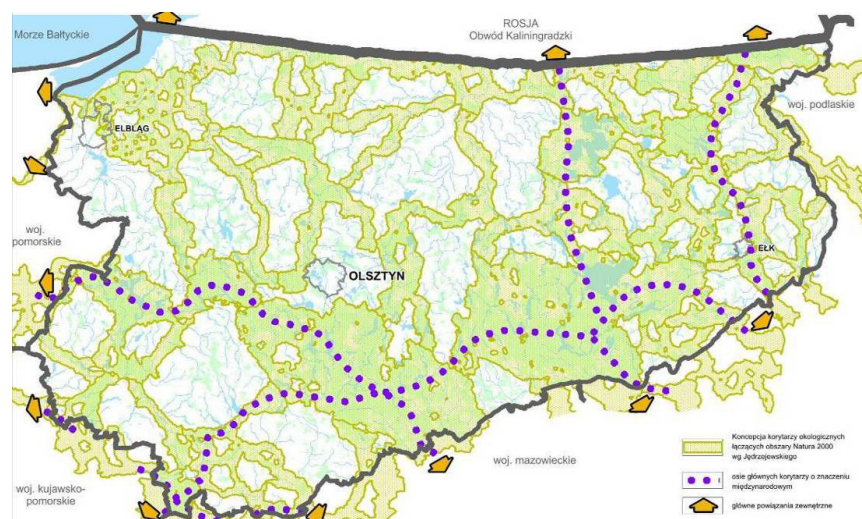 Morze Bałtyckie
ROSJA
Obwód Kaliningradzki
woj. podlaskie
ELBLĄG
woj.
pomorskie
EŁK
OLSZTYN
woj. kujawsko-
pomorskie
woj. mazowieckie
Koncepcja korytarzy ekologicznych
łączących obszary Natura 2000
wg Jędrzejewskiego
osie głównych korytarzy o znaczeniu
międzynarodowym
główne powiązania zewnętrzne